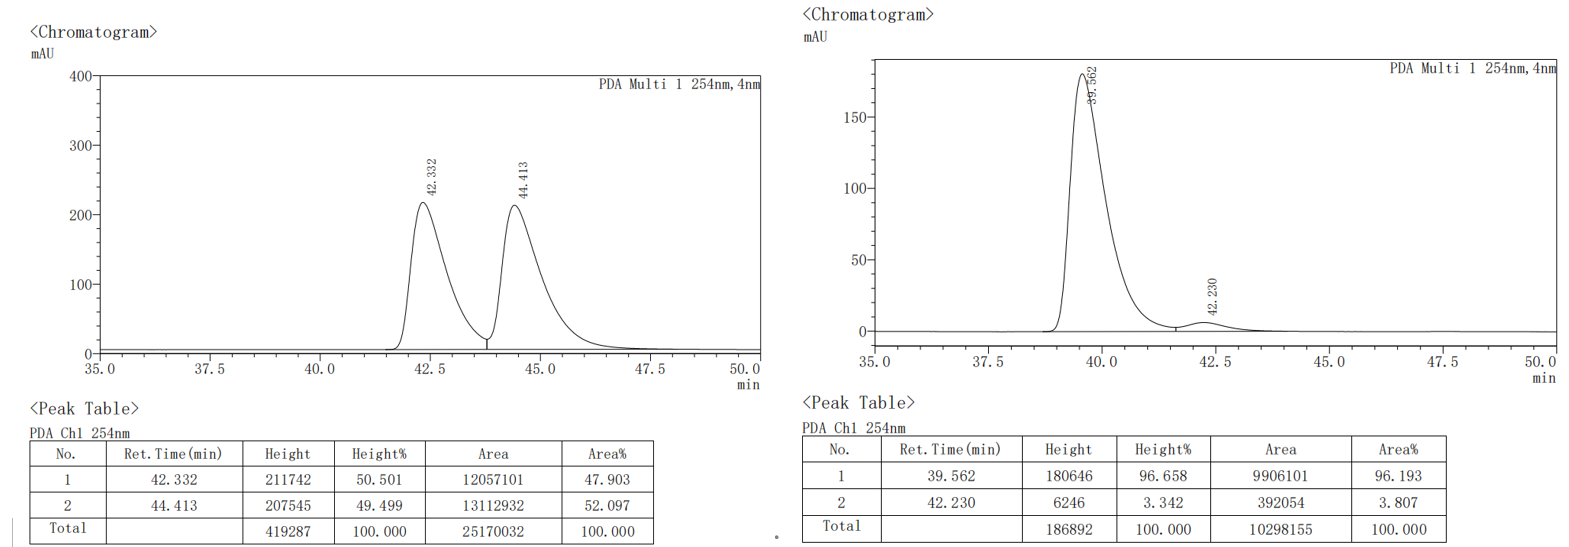 <Chromatogram>
mAU
PDA Multi 1 254nm,4nm
400
300
200
100
0
42.332
44.413
35.0 37.5 40.0 42.5 45.0 47.5 50.0
min
<Peak Table>
PDA Ch1 254nm
No. Ret.Time(min) Height Height% Area Area%
1 42.332 211742 50.501 12057101 47.903
2 44.413 207545 49.499 13112932 52.097
Total 419287 100.000 25170032 100.000
<Chromatogram>
mAU
PDA Multi 1 254nm,4nm
150
100
50
0
39.562
42.230
35.0 37.5 40.0 42.5 45.0 47.5 50.0
min
<Peak Table>
PDA Ch1 254nm
No. Ret.Time(min) Height Height% Area Area%
1 39.562 180646 96.658 9906101 96.193
2 42.230 6246 3.342 392054 3.807
Total 186892 100.000 10298155 100.000